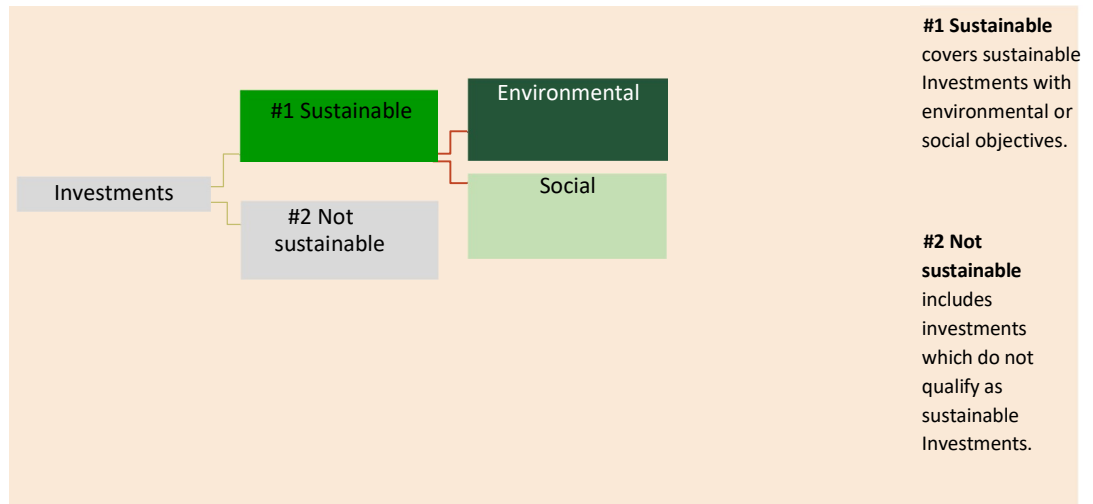 Investments
#1 Sustainable
#2 Not
sustainable
Environmental
Social
#1 Sustainable
covers sustainable
Investments with
environmental or
social objectives.
#2 Not
sustainable
includes
investments
which do not
qualify as
sustainable
Investments.